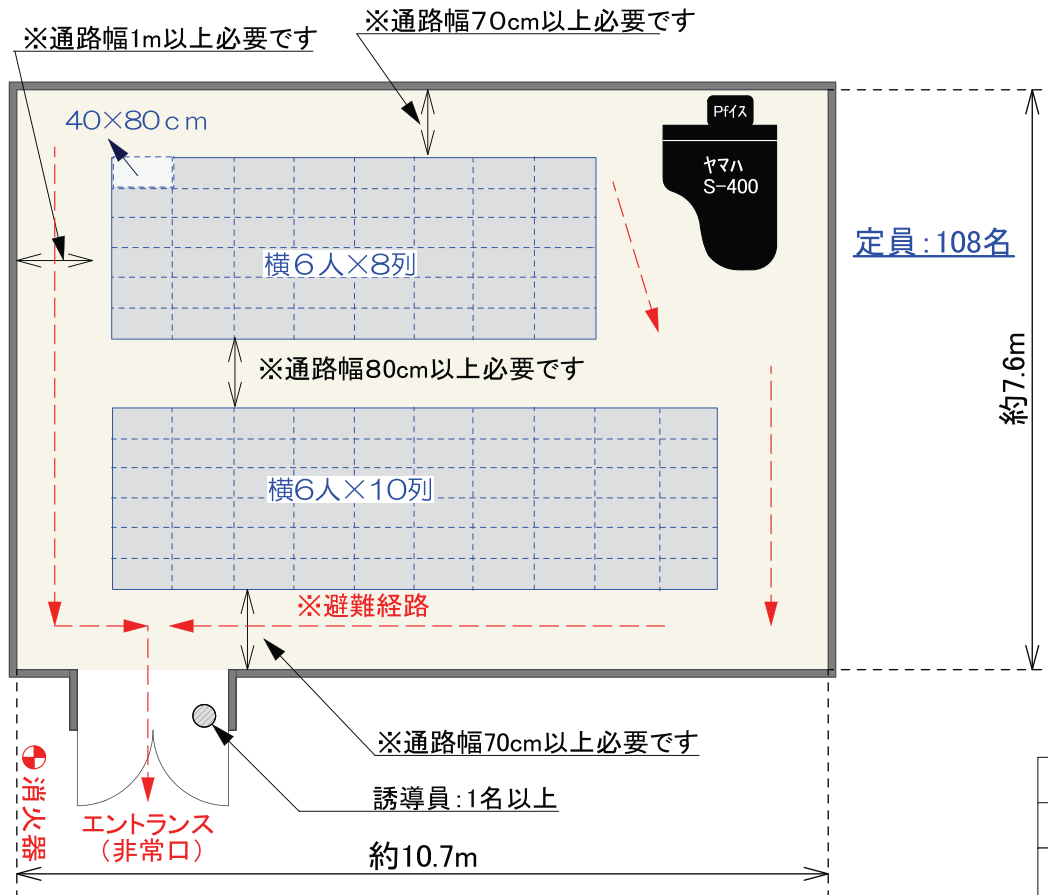 ※通路幅70cm以上必要です
※通路幅1m以上必要です
40×80cm
Pfイス
ヤマハ
S-400
定員:108名
横6人×8列
※通路幅80cm以上必要です
約7.6m
横6人×10列
※避難経路
※通路幅70cm以上必要です
誘導員:1名以上
消火器
エントランス
(非常口)
約10.7m